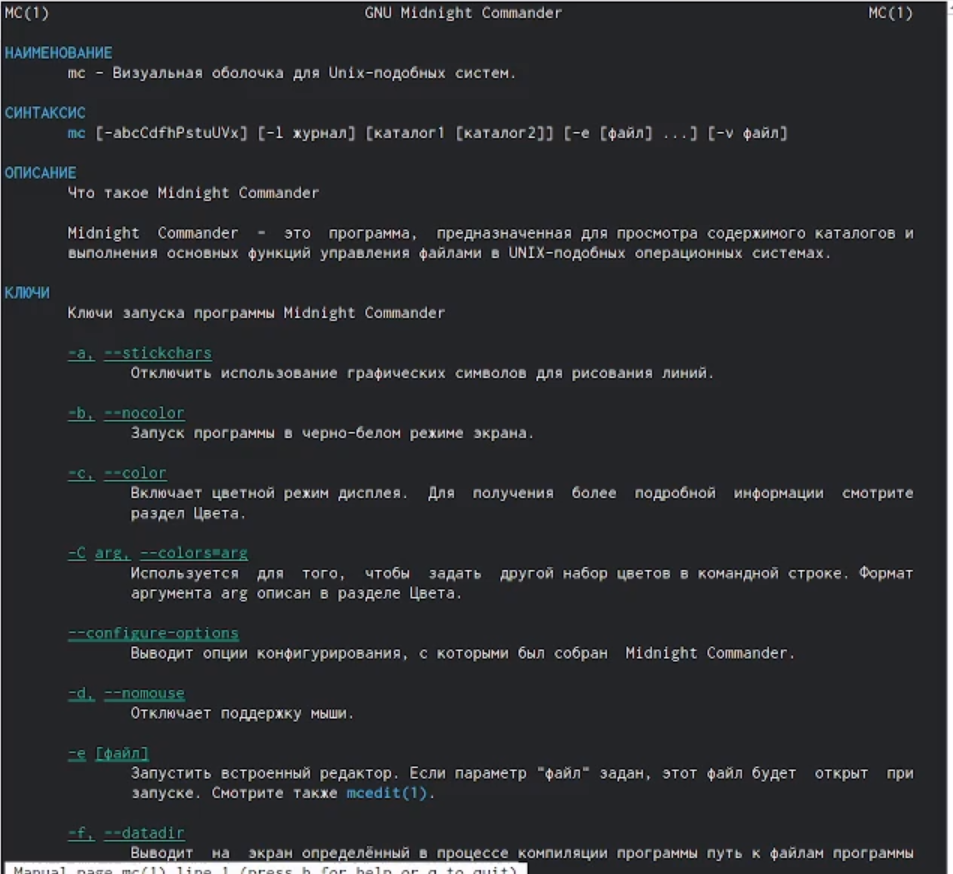 MC(1) GNU Midnight Commander MC(1)
НАИМЕНОВАНИЕ
mc - Визуальная оболочка для Unix-подобных систем.
СИНТАКСИС
mc [-abcCdfhPstuUVx] [-l журнал] [каталог1 [каталог2]] [-e [файл] ...] [-v файл]
ОПИСАНИЕ
Что такое Midnight Commander
Midnight Commander - это программа, предназначенная для просмотра содержимого каталогов и
выполнения основных функций управления файлами в UNIX-подобных операционных системах.
КЛЮЧИ
Ключи запуска программы Midnight Commander
-a, --stickchars
Отключить использование графических символов для рисования линий.
-b, --nocolor
Запуск программы в черно-белом режиме экрана.
-c, --color
Включает цветной режим дисплея. Для получения более подробной информации смотрите
раздел Цвета.
-C arg, --colors=arg
Используется для того, чтобы задать другой набор цветов в командной строке. Формат
аргумента arg описан в разделе Цвета.
--configure-options
Выводит опции конфигурирования, с которыми был собран Midnight Commander.
-d, --nomouse
Отключает поддержку мыши.
-e [файл]
Запустить встроенный редактор. Если параметр "файл" задан, этот файл будет открыт при
запуске. Смотрите также mcedit(1).
-f, --datadir
Выводит на экран определённый в процессе компиляции программы путь к файлам программы
Manual page mc(1) line 1 (press h for help or q to quit)